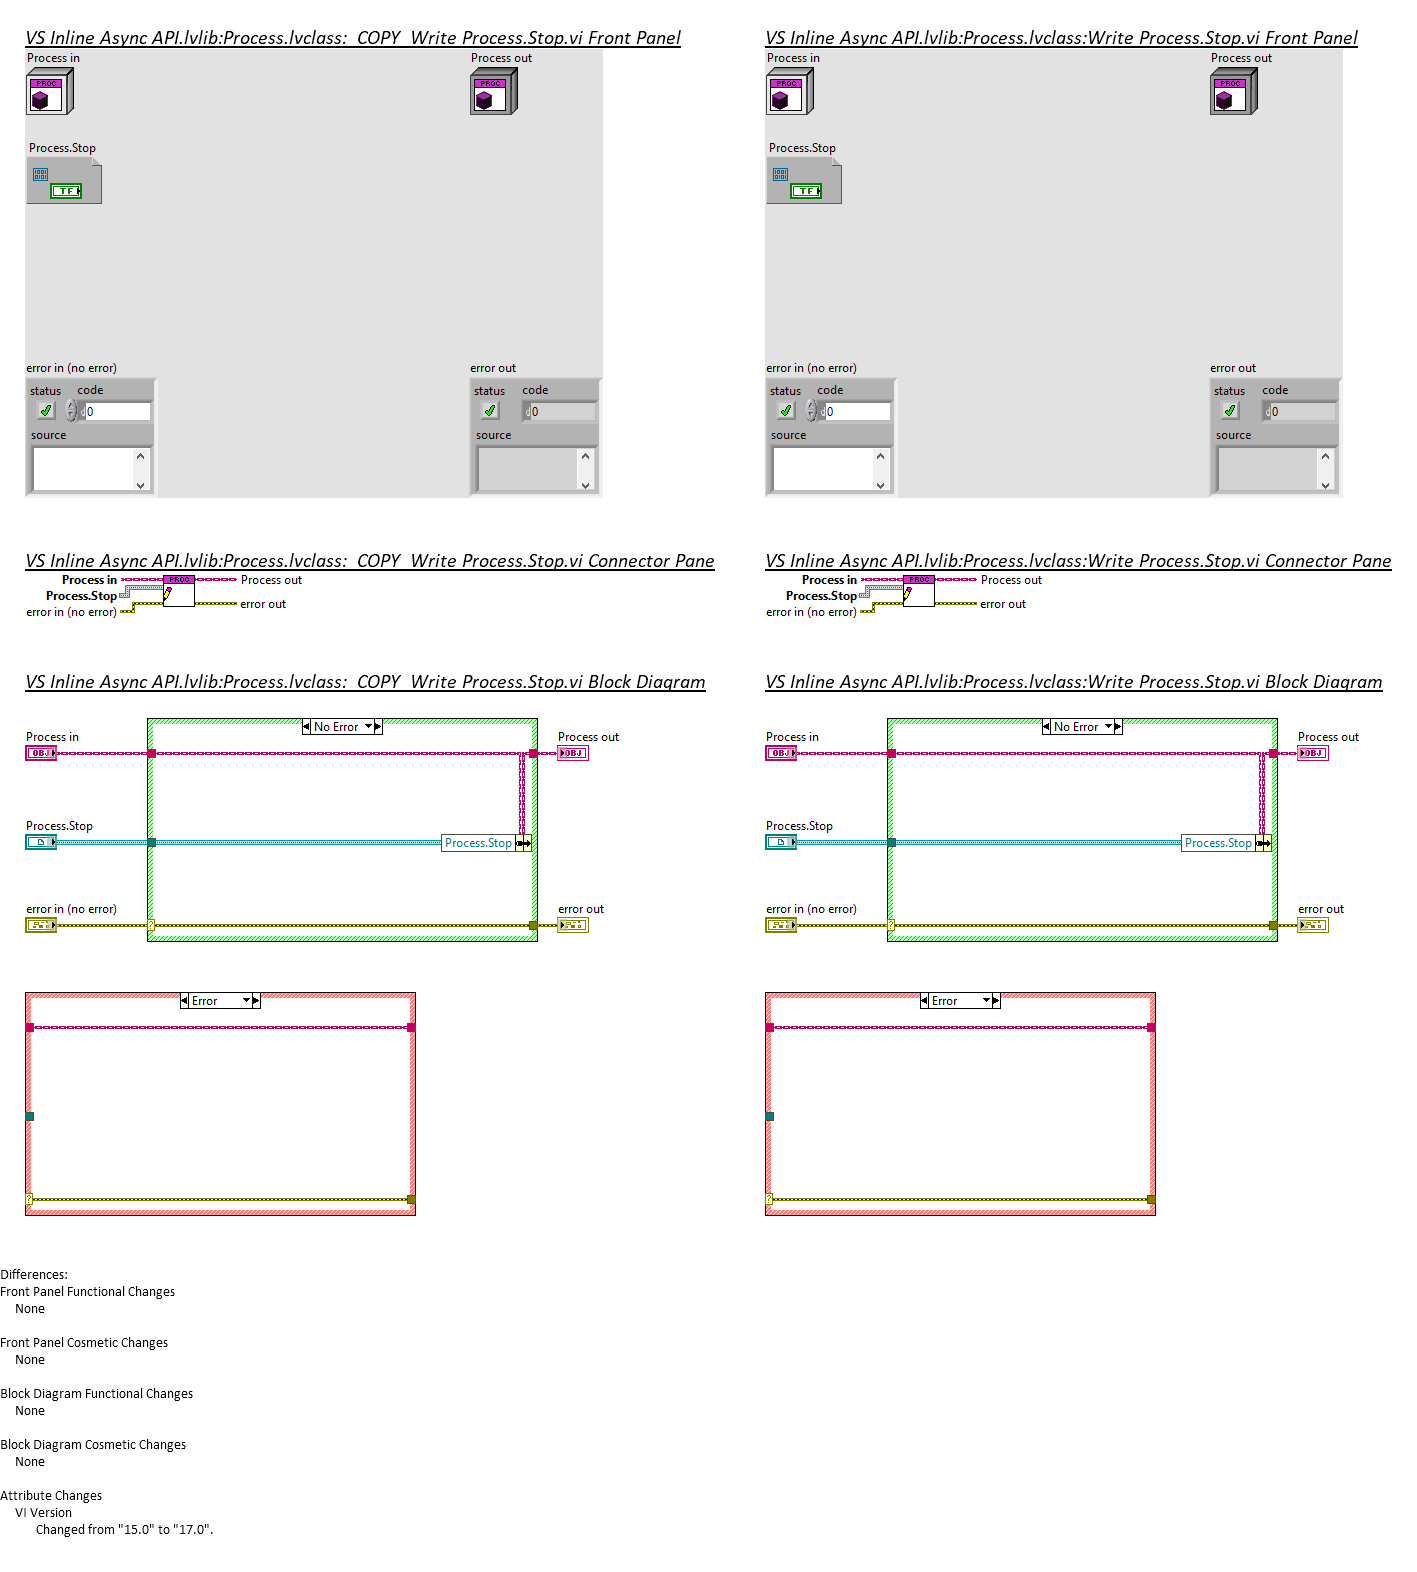 VS Inline Async API.lvlib:Process.lvclass:_COPY_Write Process.Stop.vi Front Panel
Process in
PROC
Process out
PROC
Process.Stop
TF
error in (no error)
status code
0
source
error out
status code
0
source
VS Inline Async API.lvlib:Process.lvclass:Write Process.Stop.vi Front Panel
Process in
PROC
Process out
PROC
Process.Stop
TF
error in (no error)
status code
0
source
error out
status code
0
source
VS Inline Async API.lvlib:Process.lvclass:_COPY_Write Process.Stop.vi Connector Pane
Process in
PROC
Process out
Process.Stop
error in (no error)
error out
VS Inline Async API.lvlib:Process.lvclass:Write Process.Stop.vi Connector Pane
Process in
PROC
Process out
Process.Stop
error in (no error)
error out
VS Inline Async API.lvlib:Process.lvclass:_COPY_Write Process.Stop.vi Block Diagram
No Error
Process in
OBJ
Process out
OBJ
Process.Stop
Process.Stop
error in (no error)
?
error out
Error
?
VS Inline Async API.lvlib:Process.lvclass:Write Process.Stop.vi Block Diagram
No Error
Process in
OBJ
Process out
OBJ
Process.Stop
Process.Stop
error in (no error)
?
error out
Error
?
Differences:
Front Panel Functional Changes
None
Front Panel Cosmetic Changes
None
Block Diagram Functional Changes
None
Block Diagram Cosmetic Changes
None
Attribute Changes
VI Version
Changed from "15.0" to "17.0".